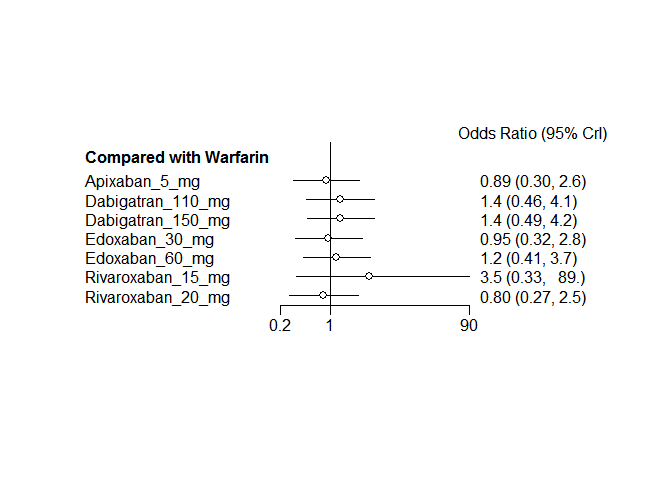 Odds Ratio (95% CrI)
Compared with Warfarin
Apixaban_5_mg 0.89 (0.30, 2.6)
Dabigatran_110_mg 1.4 (0.46, 4.1)
Dabigatran_150_mg 1.4 (0.49, 4.2)
Edoxaban_30_mg 0.95 (0.32, 2.8)
Edoxaban_60_mg 1.2 (0.41, 3.7)
Rivaroxaban_15_mg 3.5 (0.33, 89.)
Rivaroxaban_20_mg 0.80 (0.27, 2.5)
0.2 1 90